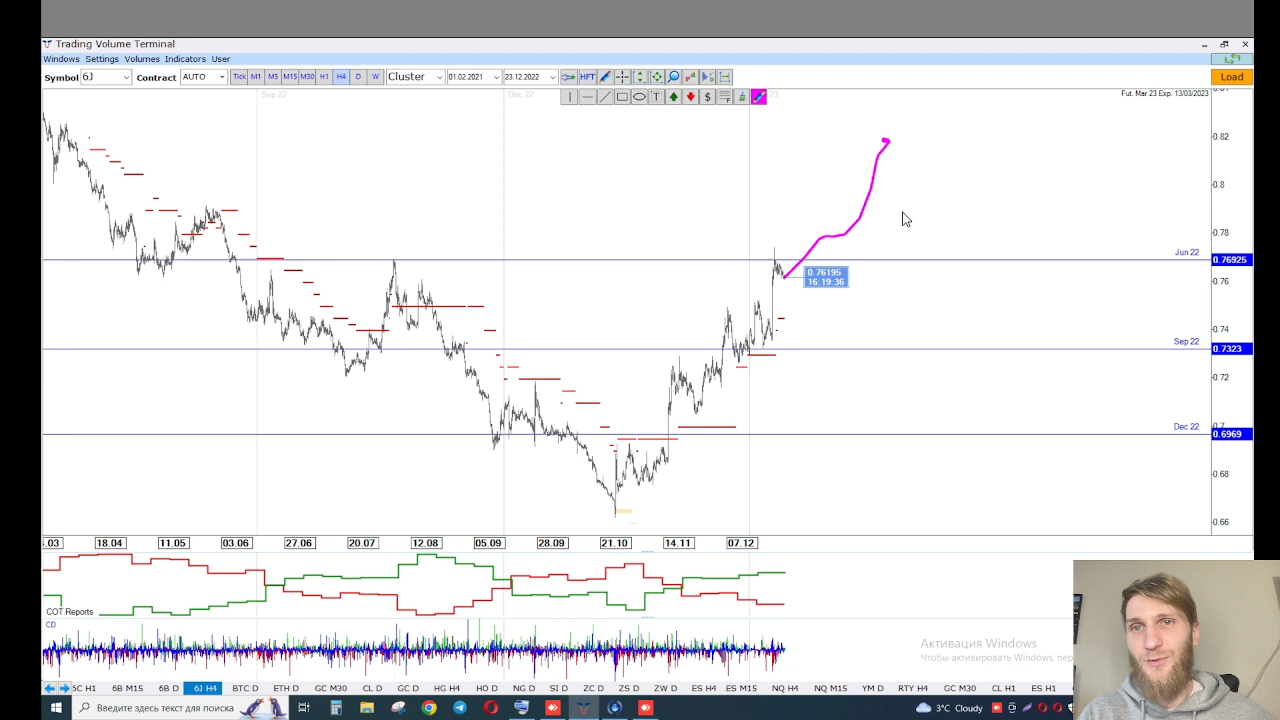 Trading Volume Terminal
Windows Settings Volumes Indicators User
Symbol 6J Contract AUTO Tick M1 M5 M15 M30 H1 H4 D W Cluster 01.02.2021 23.12.2022 HFT Load
T $
Sep 22 Dec 22 23 Fut. Mar 23 Exp. 13/03/2023
0.82
0.8
0.78
Jun 22 0.76925
0.76195
16:19:36
0.76
0.74
Sep 22 0.7323
0.72
0.7
Dec 22 0.6969
0.68
0.66
.03 18.04 11.05 03.06 27.06 20.07 12.08 05.09 28.09 21.10 14.11 07.12
COT Reports
CD
Активация Windows
Чтобы активировать Windows, пер
6C H1 6B M15 6B D 6J H4 BTC D ETH D GC M30 CL D GC D HG H4 HO D NG D SI D ZC D ZS D ZW D ES H4 ES M15 NQ H4 NQ M15 YM D RTY H4 GC M30 CL H1 ES H1
Введите здесь текст для поиска 3°C Cloudy